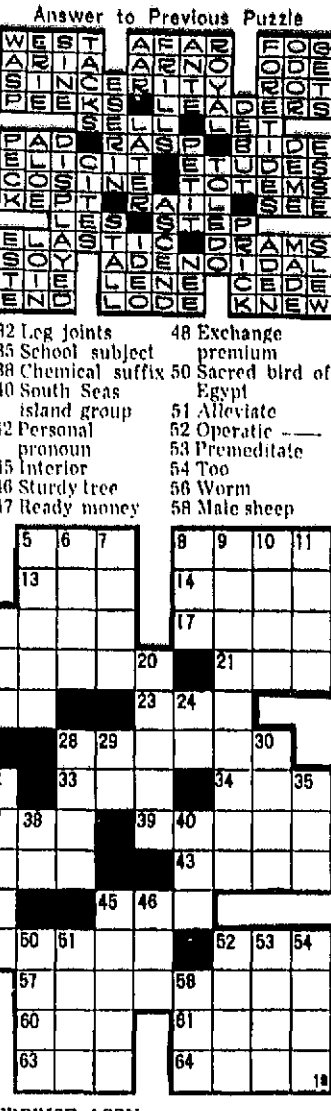 Answer to Previous Puzzle
WEST AFAR FOG
ARIA ARNO ODE
SINCERITY ROT
PEEKS LEADERS
SELL LET
PAD RASP BIDE
ELICIT ETUDES
COSINE TOTEMS
KEPT RAIL SEE
LES
ELASTIC DRAMS
SOY ADENOIDAL
TIE ICED
END LODE KNEW
32 Leg joints
35 School subject
38 Chemical suffix
40 South Seas
island group
42 Personal
pronoun
45 Interior
46 Sturdy tree
47 Ready money
48 Exchange
premium
50 Sacred bird of
Egypt
51 Alleviate
52 Operatic ——
53 Premeditate
54 Too
56 Worm
58 Male sheep
5 6 7 8 9 10 11
13 14
17
20 21
23 24
28 29 30
33 34 35
38 39 40
43
45 46
50 51 52 53 54
57 58
60 61
63 64